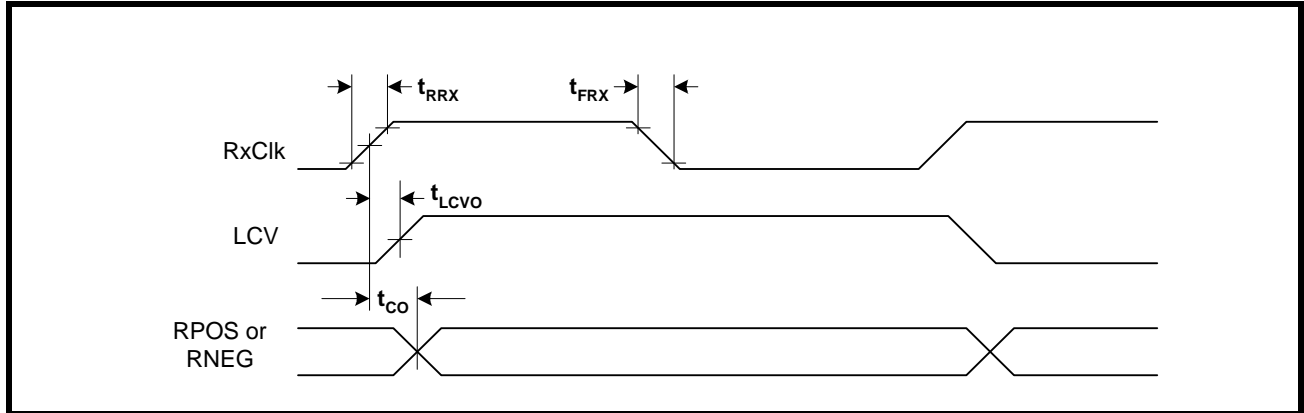 t_RRX
t_FRX
RxClk
t_LCVO
LCV
t_CO
RPOS or
RNEG